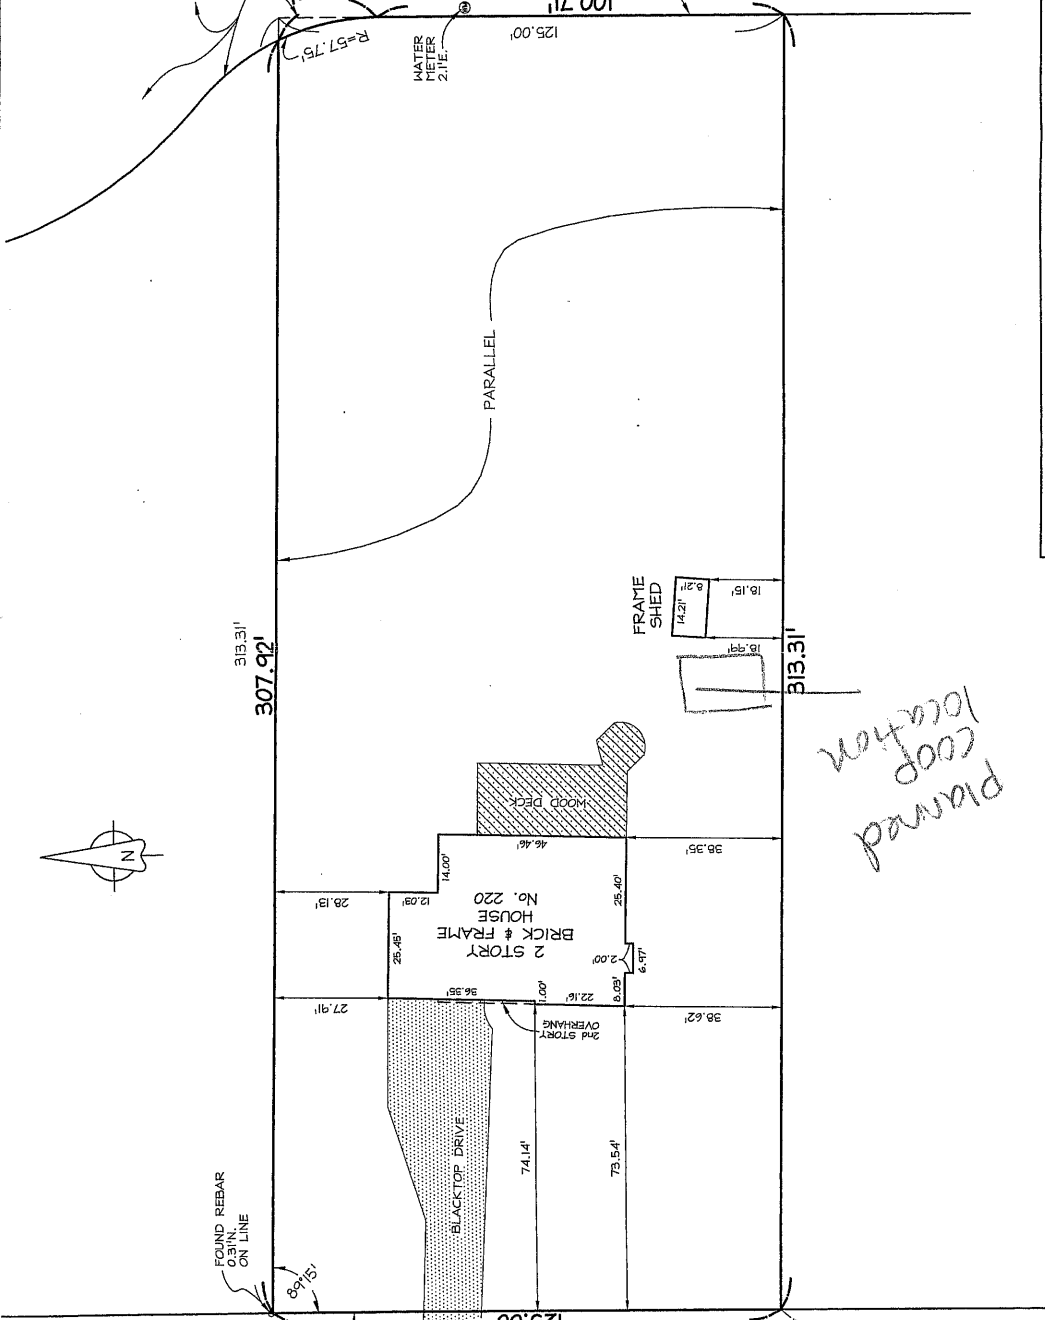 100.71'
125.00'
R=57.75'
WATER
METER
2.1'E.
PARALLEL
FRAME
SHED
8.21'
14.21'
18.15'
18.99'
313.31'
307.92'
313.31'
planned
coop
location
WOOD DECK
46.46'
38.35'
14.00'
N
28.13'
12.03'
25.40'
2 STORY
BRICK & FRAME
HOUSE
No. 220
25.45'
2.00'
6.97'
27.91'
36.35'
1.00'
22.16'
8.03'
38.62'
2nd STORY
OVERHANG
BLACKTOP DRIVE
74.14'
73.54'
FOUND REBAR
0.31'N.
ON LINE
89°15'
125.00'